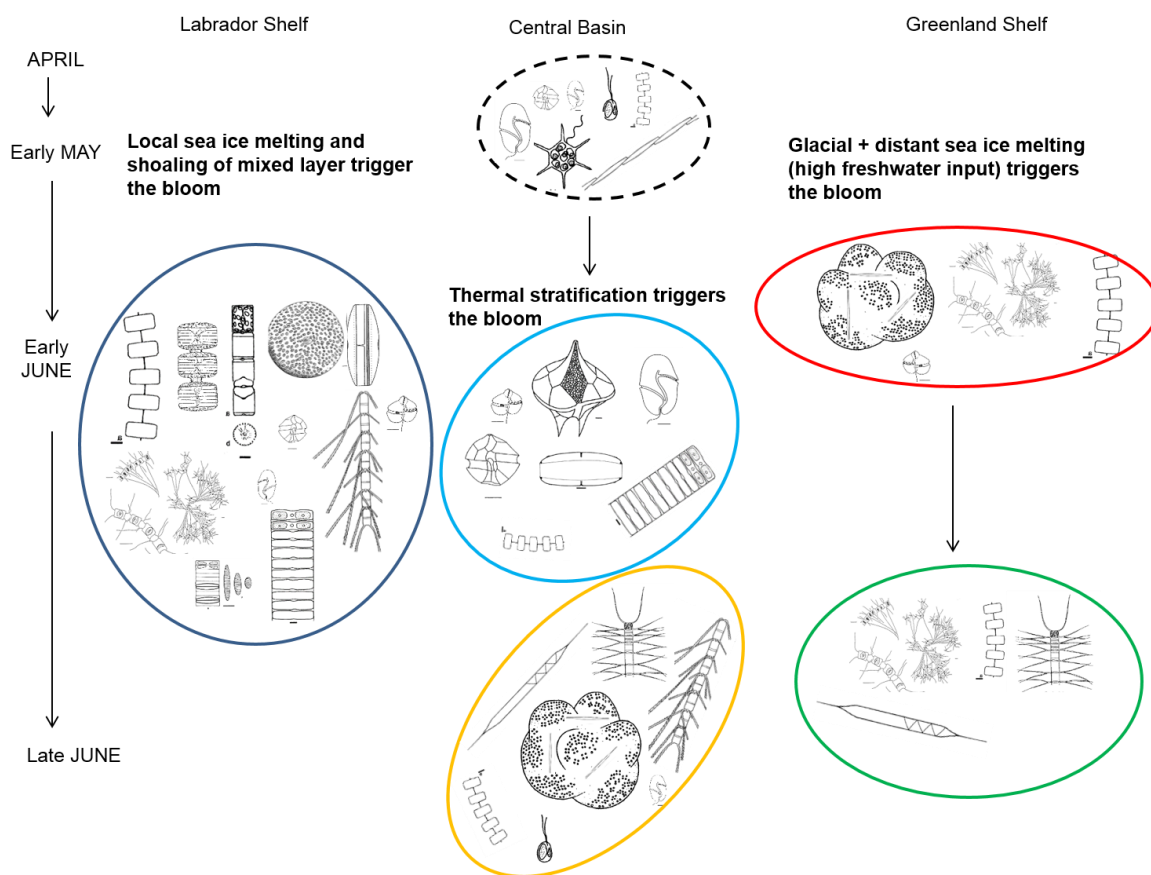 Labrador Shelf
Central Basin
Greenland Shelf
APRIL
Early MAY
Local sea ice melting and
shoaling of mixed layer trigger
the bloom
Glacial + distant sea ice melting
(high freshwater input) triggers
the bloom
Thermal stratification triggers
the bloom
Early
JUNE
Late JUNE